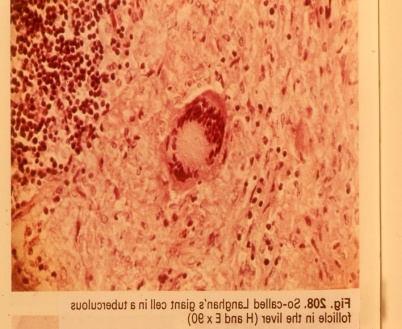 Fig. 208. So-called Langhan's giant cell in a tuberculous
follicle in the liver (H and E x 90)